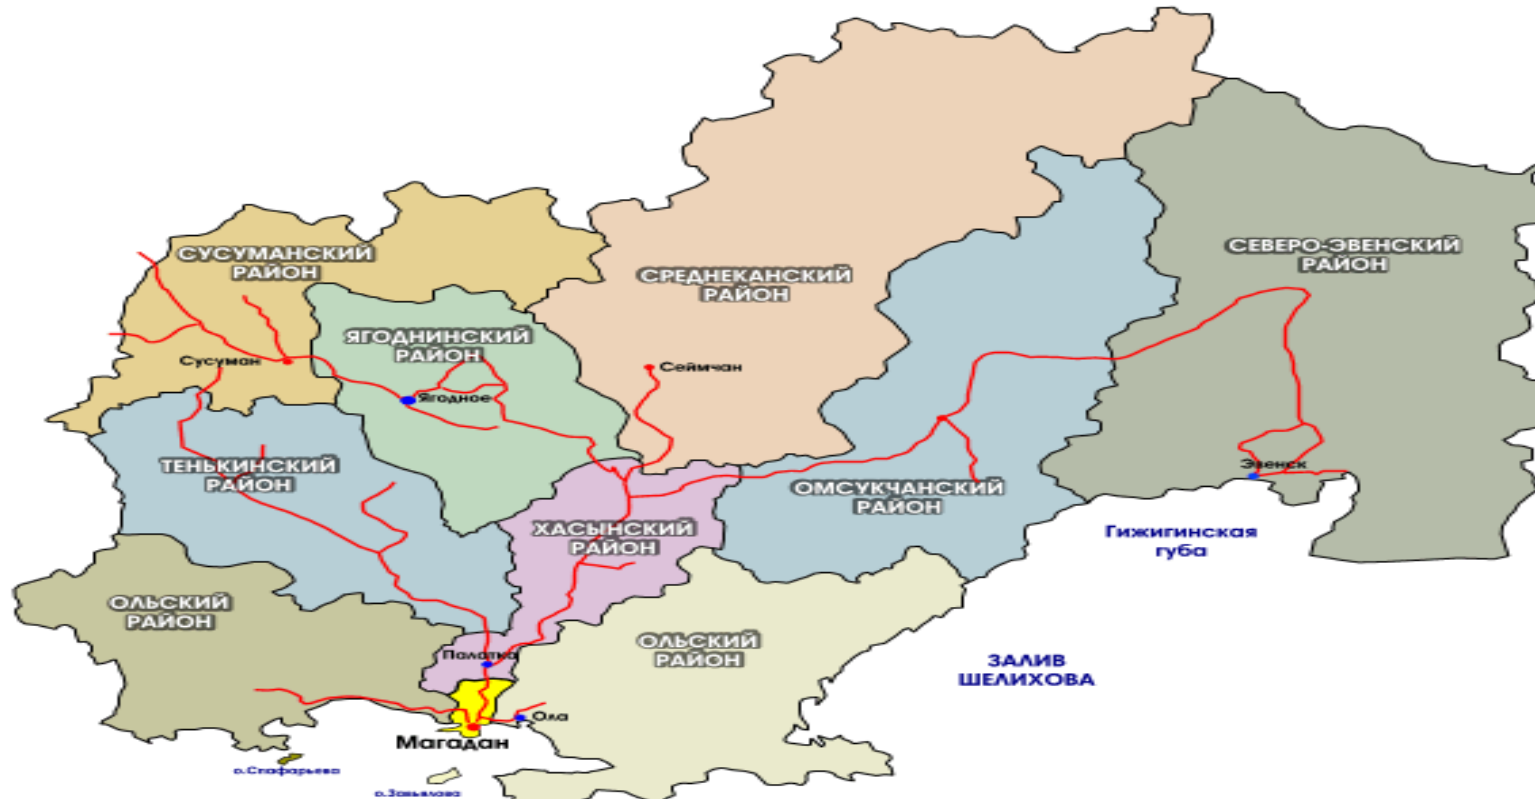 СУСУМАНСКИЙ
РАЙОН
СЕВЕРО-ЭВЕНСКИЙ
РАЙОН
СРЕДНЕКАНСКИЙ
РАЙОН
ЯГОДНИНСКИЙ
РАЙОН
Сусуман
Сеймчан
Ягодное
ТЕНЬКИНСКИЙ
РАЙОН
Эвенск
ОМСУКЧАНСКИЙ
РАЙОН
ХАСЫНСКИЙ
РАЙОН
Гижигинская
губа
ОЛЬСКИЙ
РАЙОН
ОЛЬСКИЙ
РАЙОН
Палатка
ЗАЛИВ
ШЕЛИХОВА
Ола
Магадан
о.Спафарьева
о.Завьялова